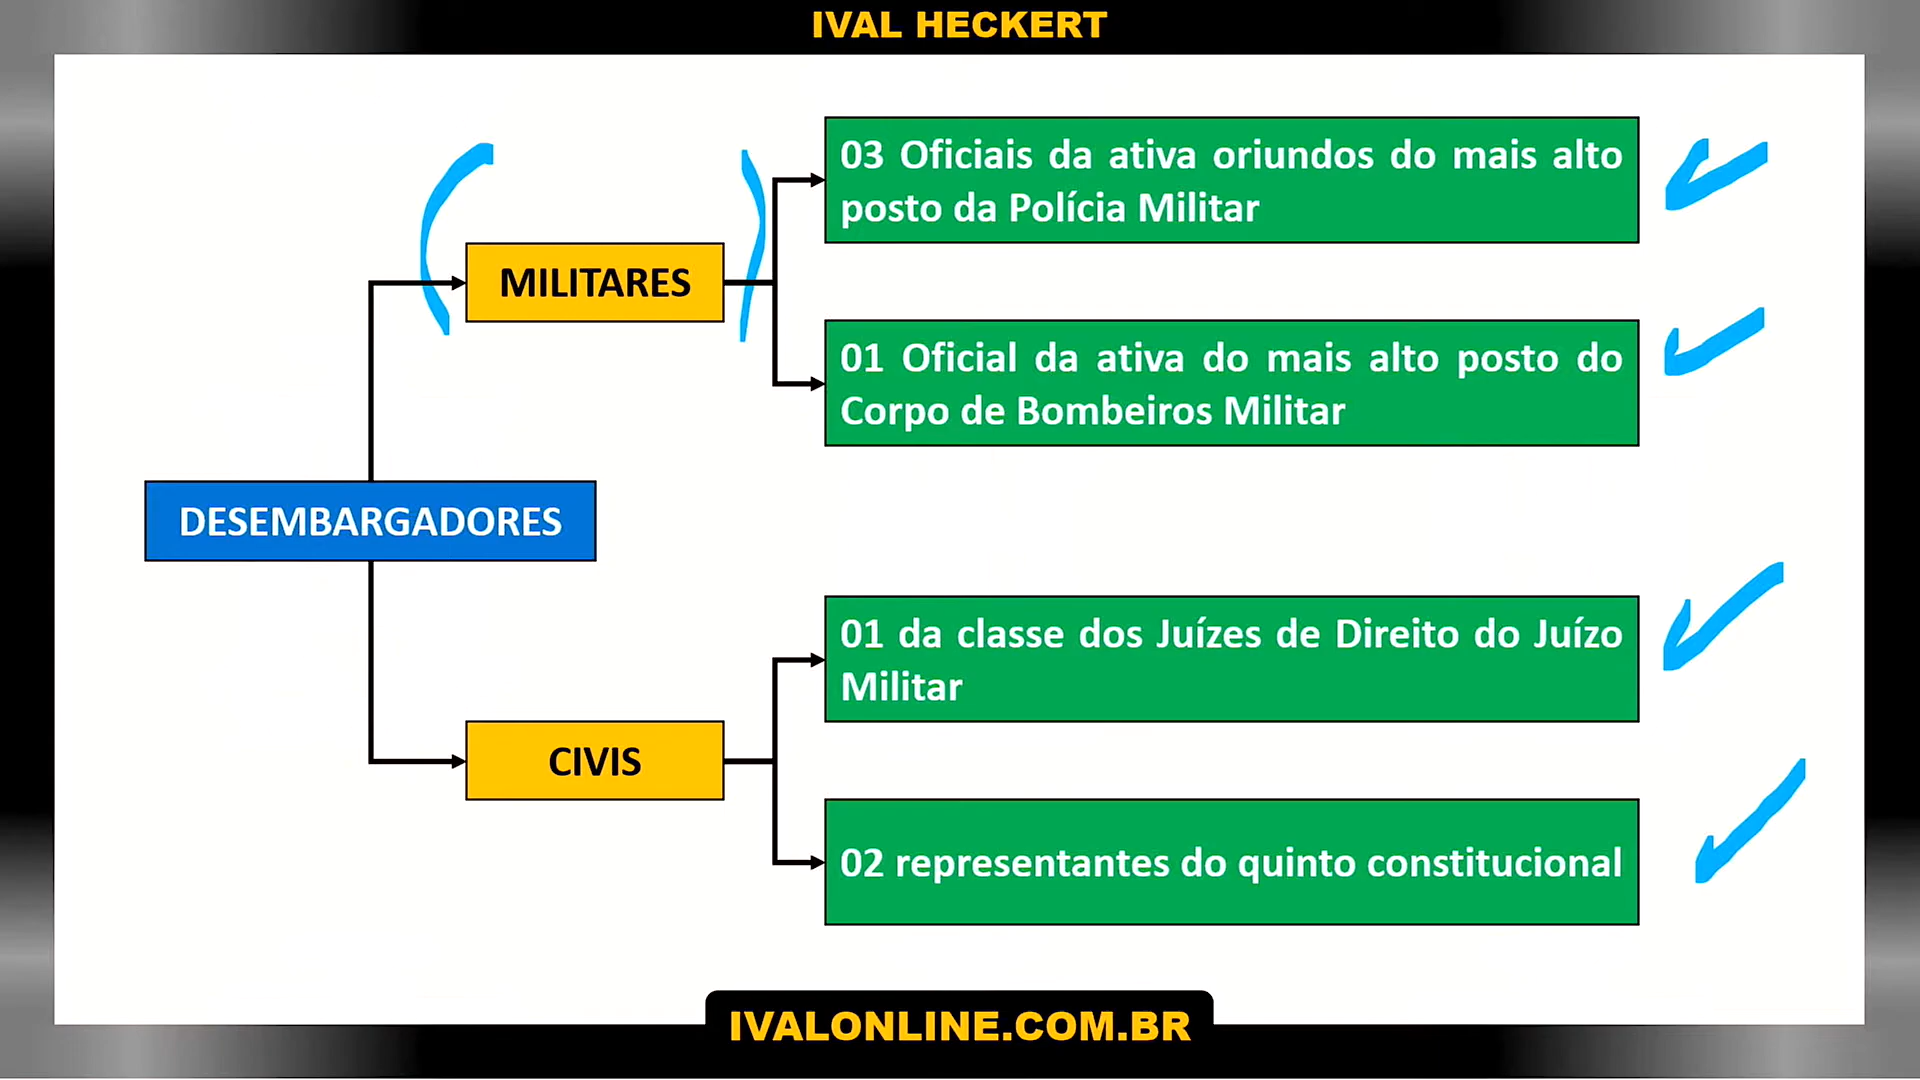 IVAL HECKERT
03 Oficiais da ativa oriundos do mais alto
posto da Polícia Militar
MILITARES
01 Oficial da ativa do mais alto posto do
Corpo de Bombeiros Militar
DESEMBARGADORES
01 da classe dos Juízes de Direito do Juízo
Militar
CIVIS
02 representantes do quinto constitucional
IVALONLINE.COM.BR